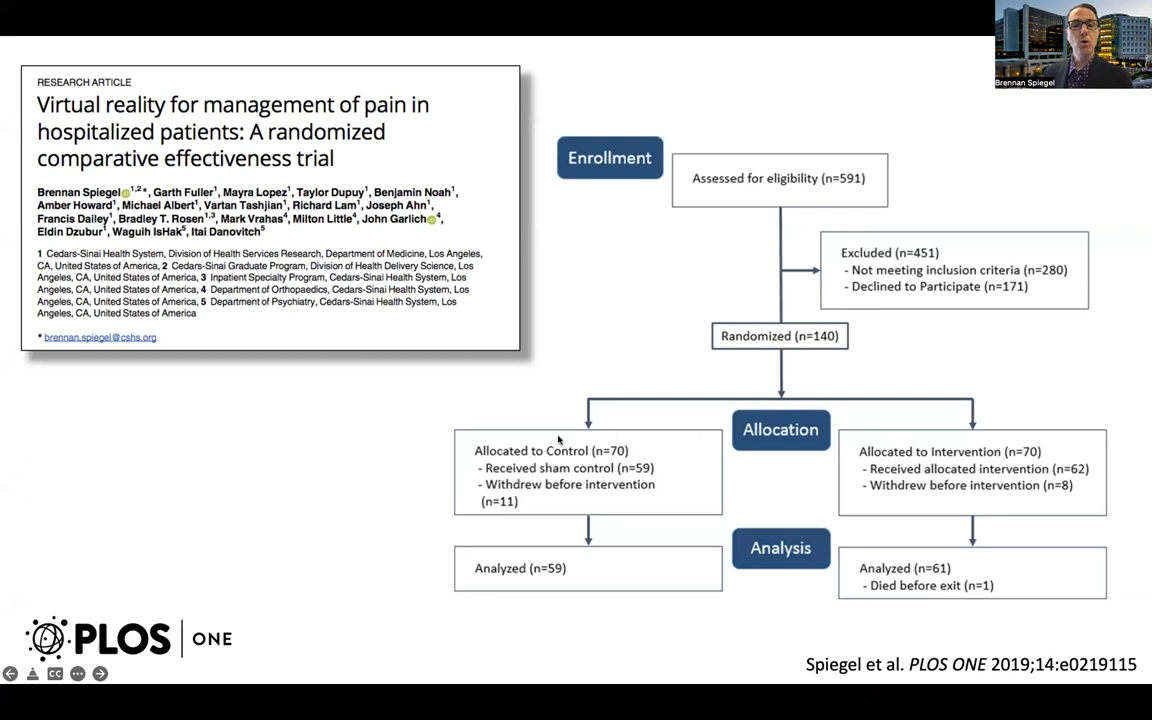 Brennan Spiegel
RESEARCH ARTICLE
Virtual reality for management of pain in
hospitalized patients: A randomized
comparative effectiveness trial
Brennan Spiegel 1,2*, Garth Fuller1, Mayra Lopez1, Taylor Dupuy1, Benjamin Noah1,
Amber Howard1, Michael Albert1, Vartan Tashjian1, Richard Lam1, Joseph Ahn1,
Francis Dailey1, Bradley T. Rosen1,3, Mark Vrahas4, Milton Little4, John Garlich 4,
Eldin Dzubur1, Waguih IsHak5, Itai Danovitch5
1 Cedars-Sinai Health System, Division of Health Services Research, Department of Medicine, Los Angeles,
CA, United States of America, 2 Cedars-Sinai Graduate Program, Division of Health Delivery Science, Los
Angeles, CA, United States of America, 3 Inpatient Specialty Program, Cedars-Sinai Health System, Los
Angeles, CA, United States of America, 4 Department of Orthopaedics, Cedars-Sinai Health System, Los
Angeles, CA, United States of America, 5 Department of Psychiatry, Cedars-Sinai Health System, Los
Angeles, CA, United States of America
* brennan.spiegel@cshs.org
Enrollment
Assessed for eligibility (n=591)
Excluded (n=451)
- Not meeting inclusion criteria (n=280)
- Declined to Participate (n=171)
Randomized (n=140)
Allocation
Allocated to Control (n=70)
- Received sham control (n=59)
- Withdrew before intervention
(n=11)
Allocated to Intervention (n=70)
- Received allocated intervention (n=62)
- Withdrew before intervention (n=8)
Analysis
Analyzed (n=59)
Analyzed (n=61)
- Died before exit (n=1)
PLOS ONE
Spiegel et al. PLOS ONE 2019;14:e0219115